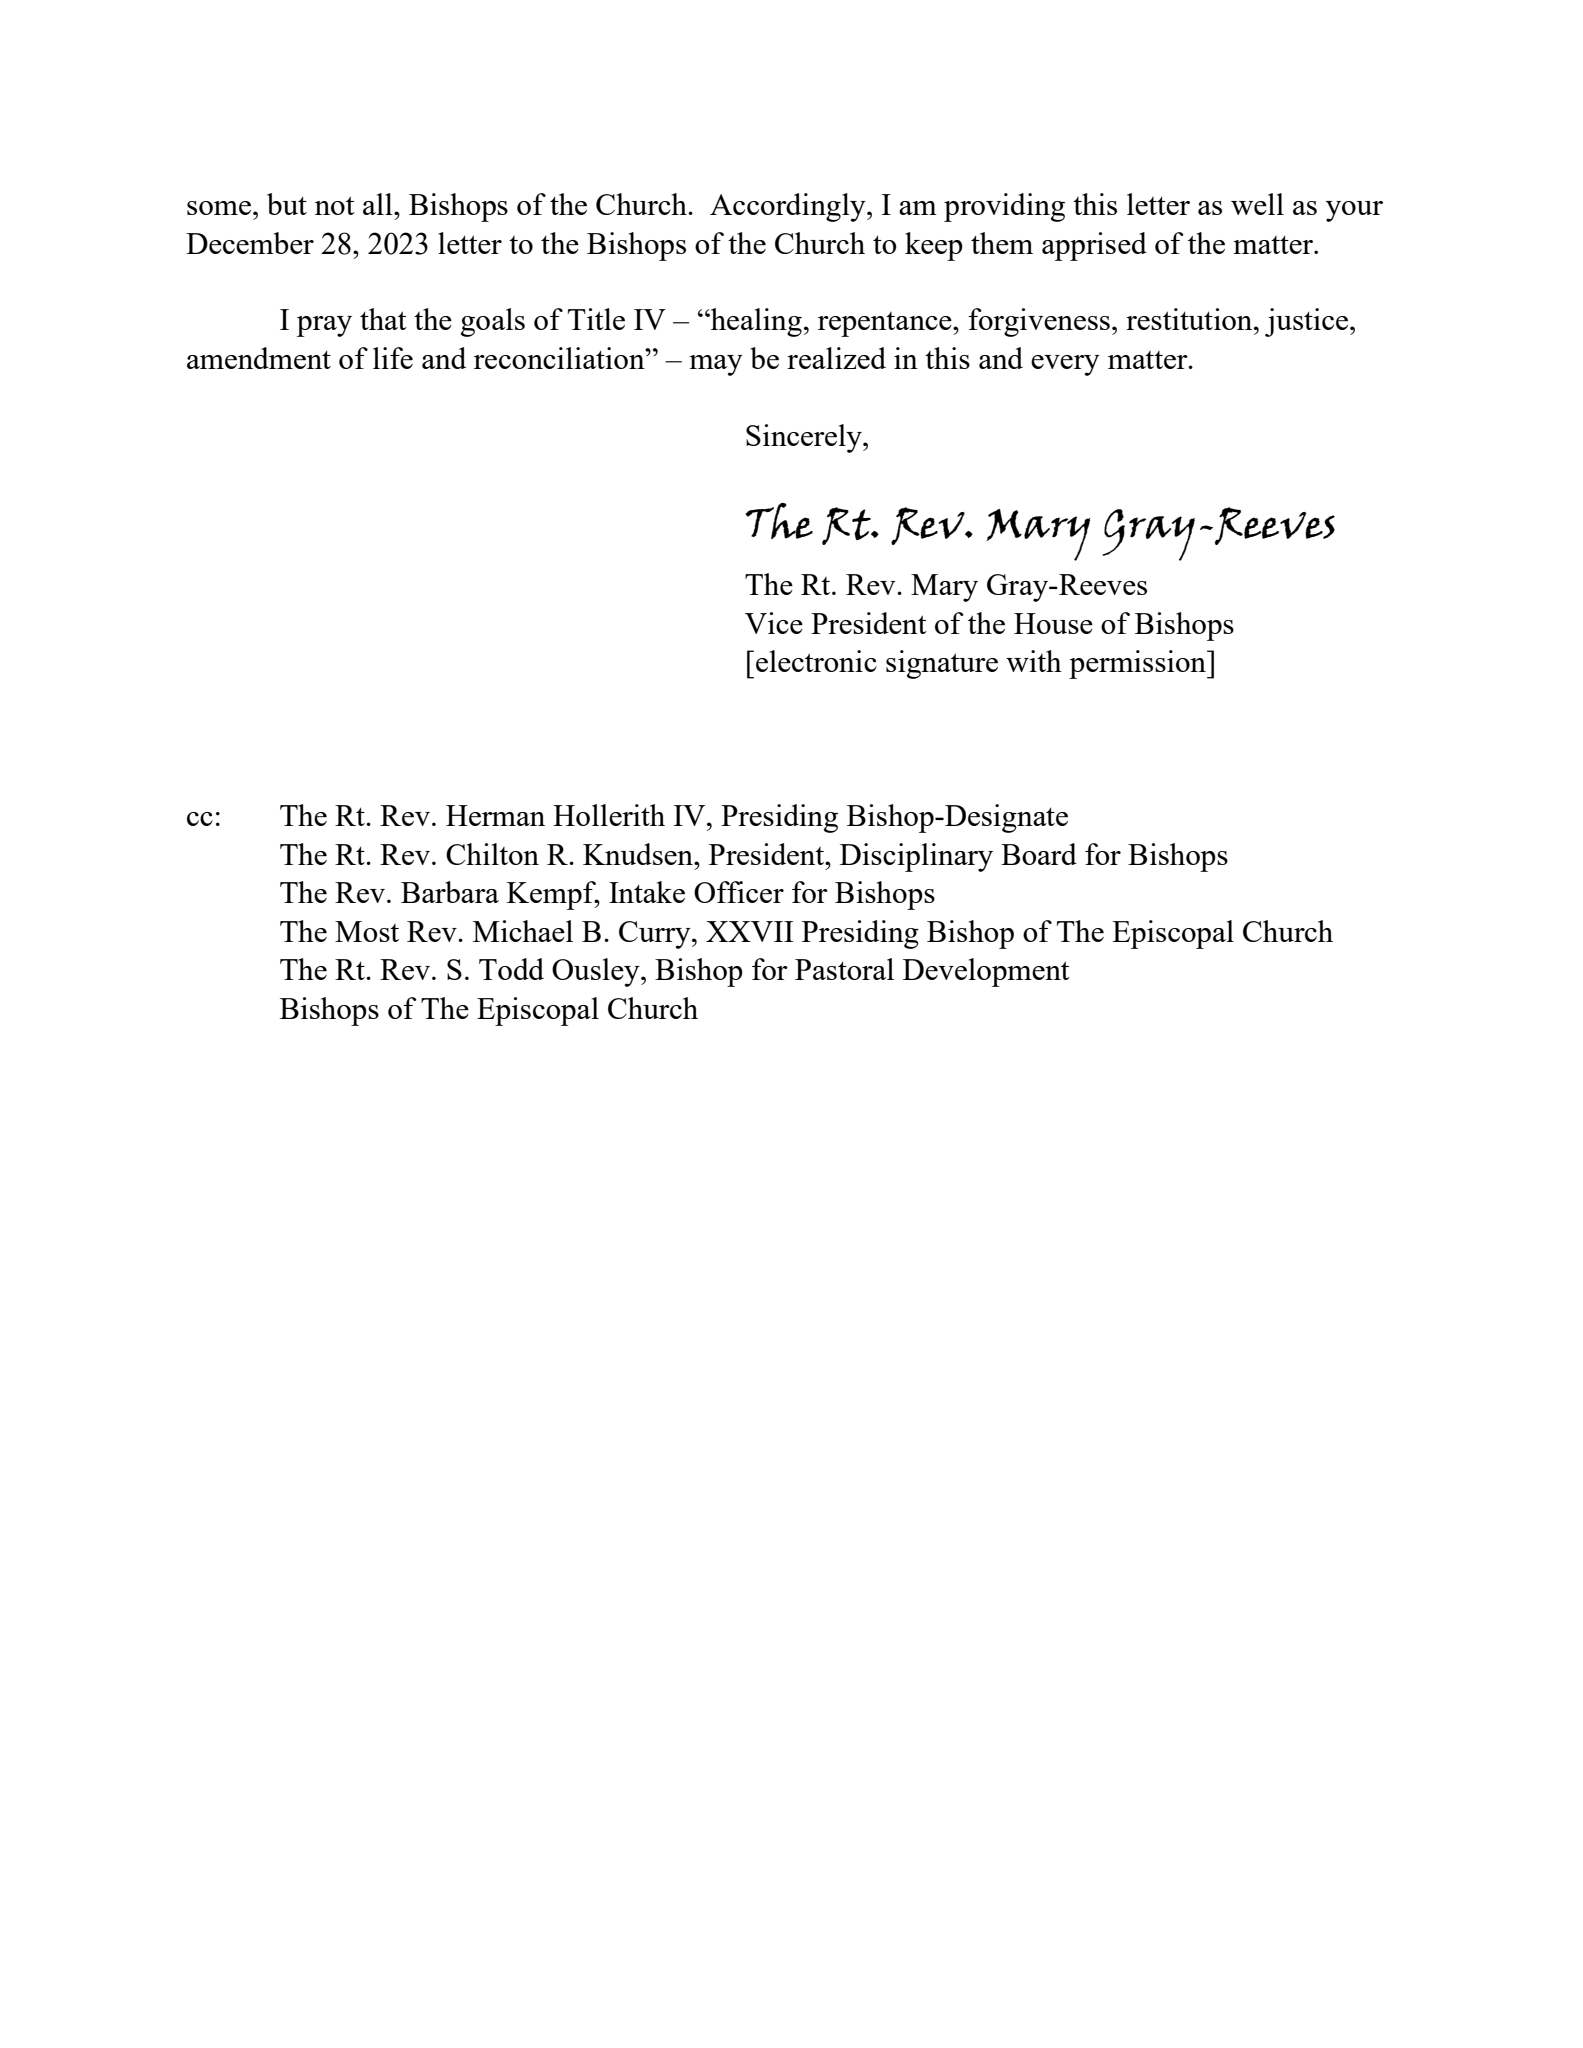 some, but not all, Bishops of the Church.  Accordingly, I am providing this letter as well as your
December 28, 2023 letter to the Bishops of the Church to keep them apprised of the matter.
I pray that the goals of Title IV – “healing, repentance, forgiveness, restitution, justice,
amendment of life and reconciliation” – may be realized in this and every matter.
Sincerely,
The Rt. Rev. Mary Gray-Reeves
The Rt. Rev. Mary Gray-Reeves
Vice President of the House of Bishops
[electronic signature with permission]
cc: The Rt. Rev. Herman Hollerith IV, Presiding Bishop-Designate
The Rt. Rev. Chilton R. Knudsen, President, Disciplinary Board for Bishops
The Rev. Barbara Kempf, Intake Officer for Bishops
The Most Rev. Michael B. Curry, XXVII Presiding Bishop of The Episcopal Church
The Rt. Rev. S. Todd Ousley, Bishop for Pastoral Development
Bishops of The Episcopal Church